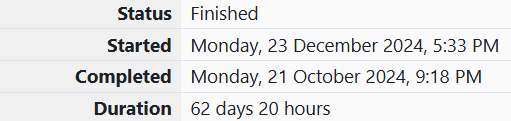 Status Finished
Started Monday, 23 December 2024, 5:33 PM
Completed Monday, 21 October 2024, 9:18 PM
Duration 62 days 20 hours